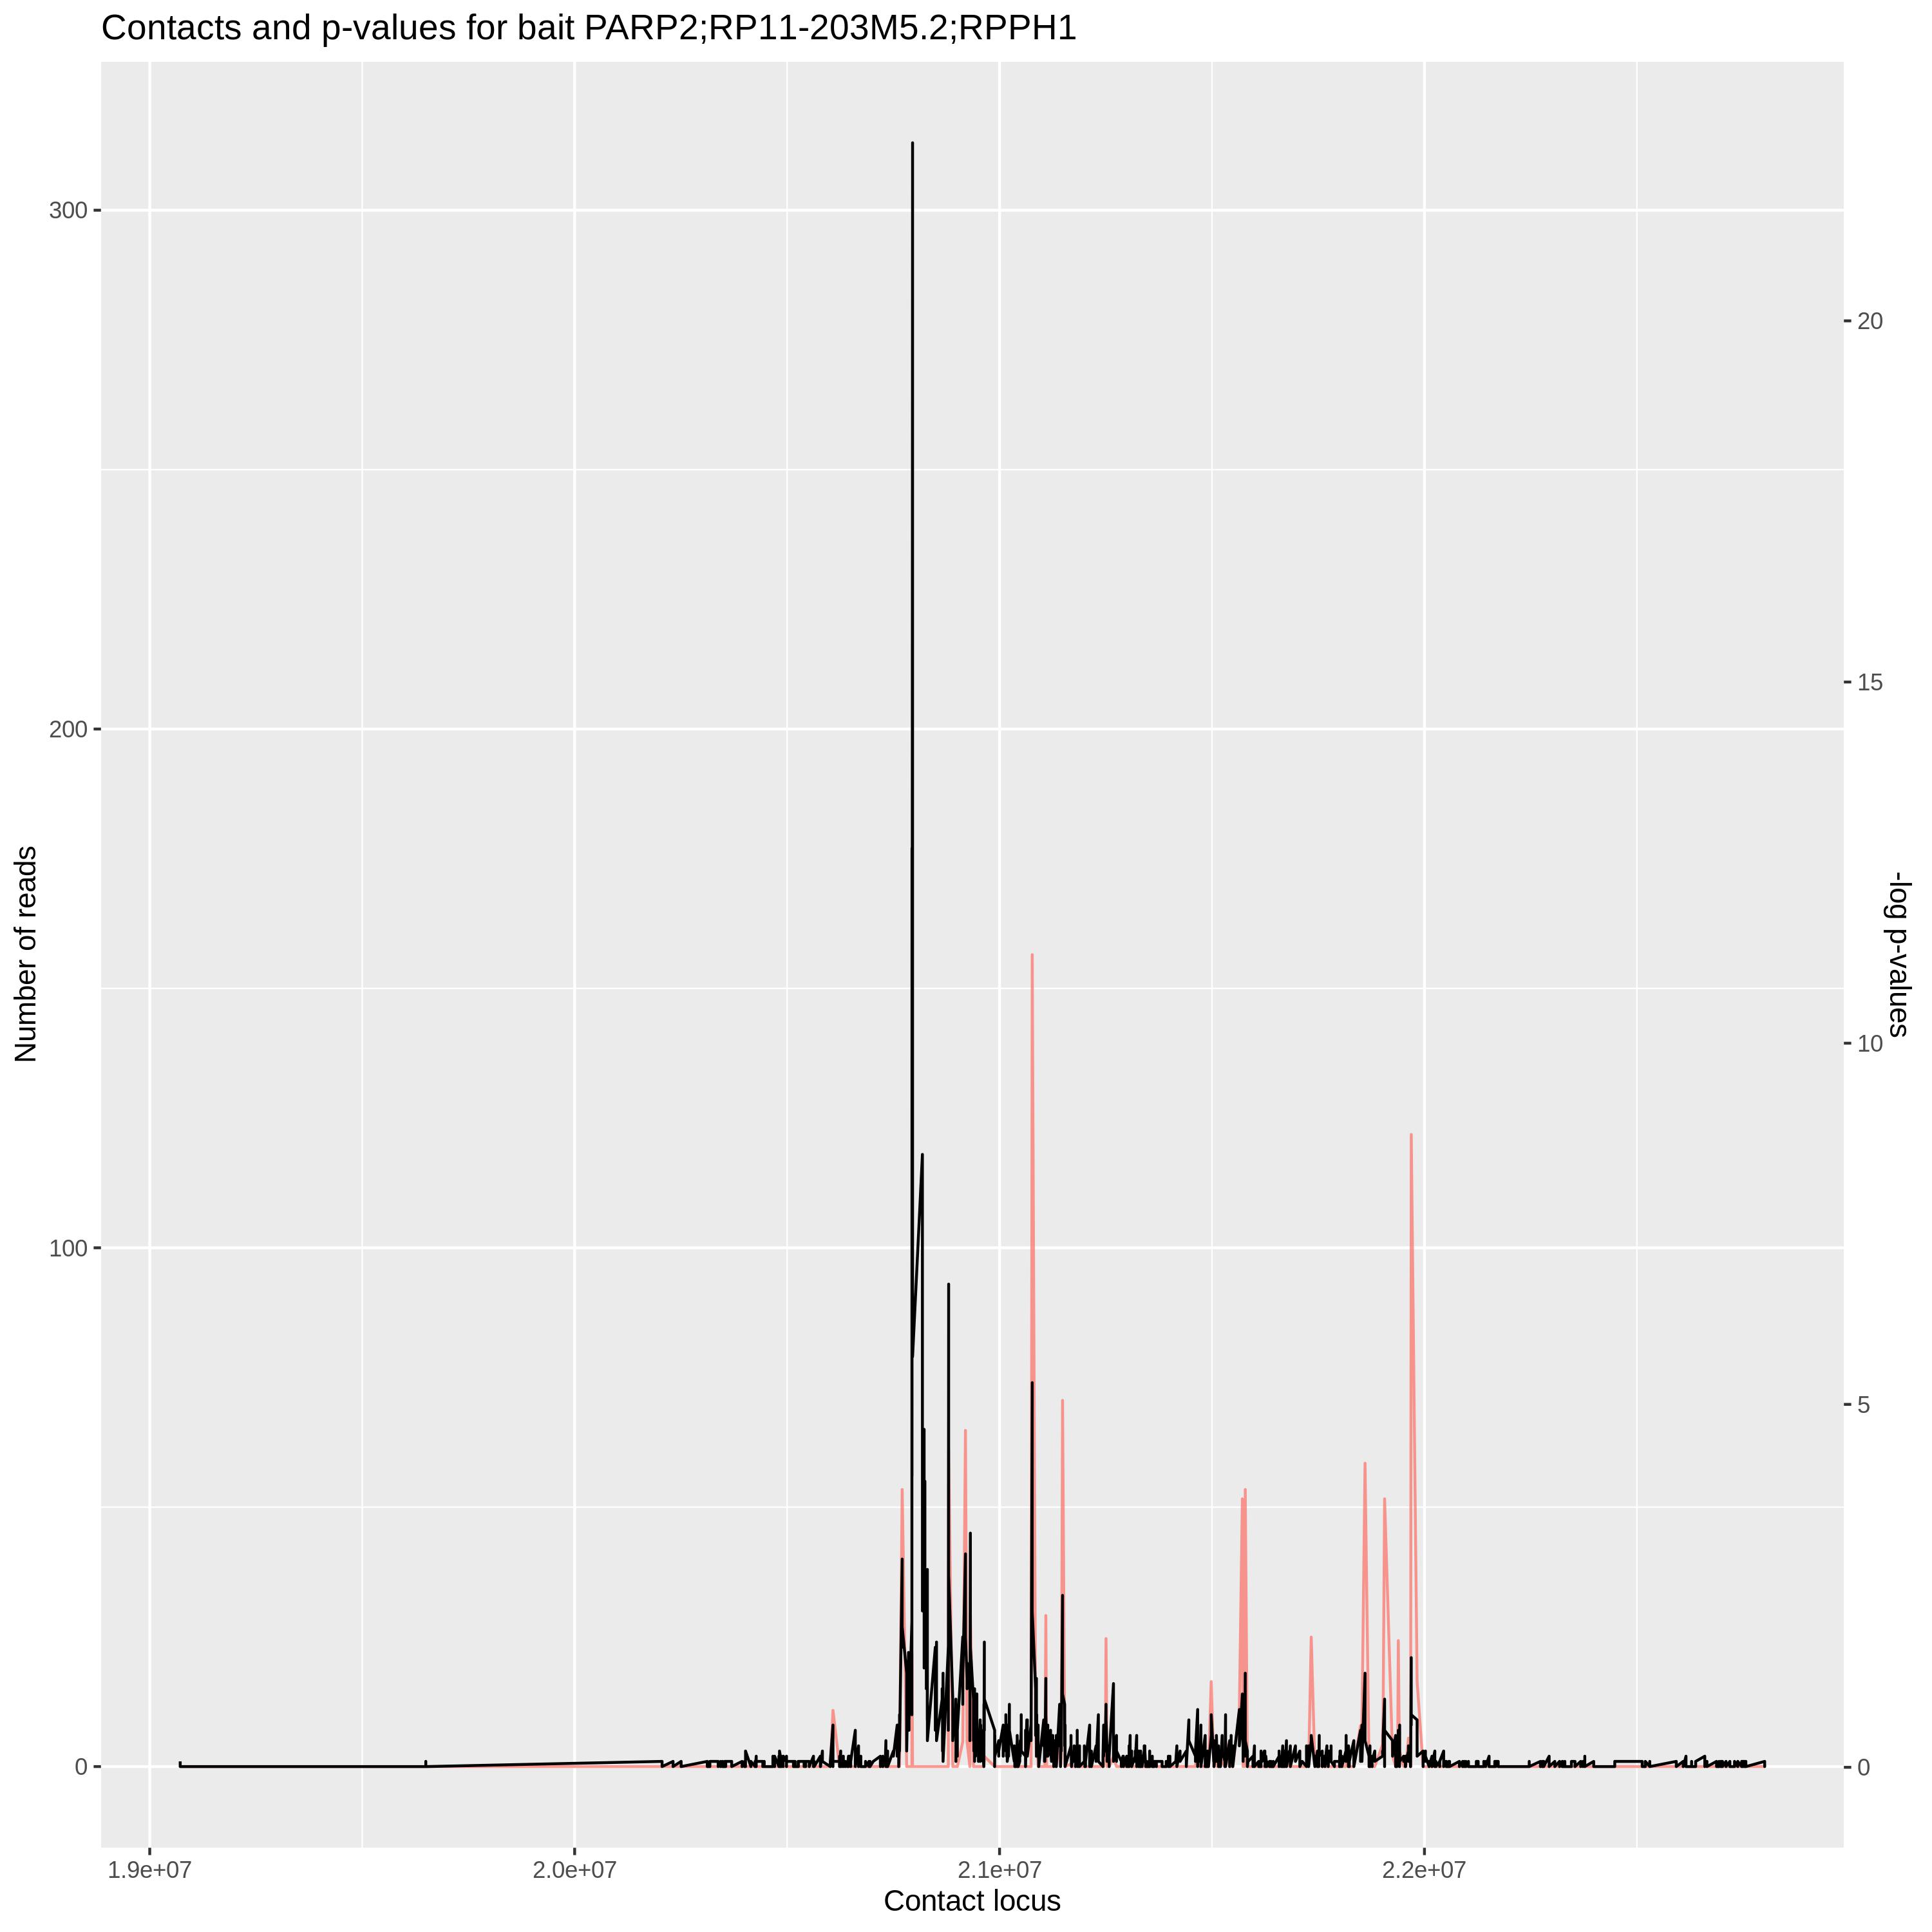 Contacts and p-values for bait PARP2;RP11-203M5.2;RPPH1
300
200
100
0
Number of reads
20
15
10
5
0
-log p-values
1.9e+07 2.0e+07 2.1e+07 2.2e+07
Contact locus